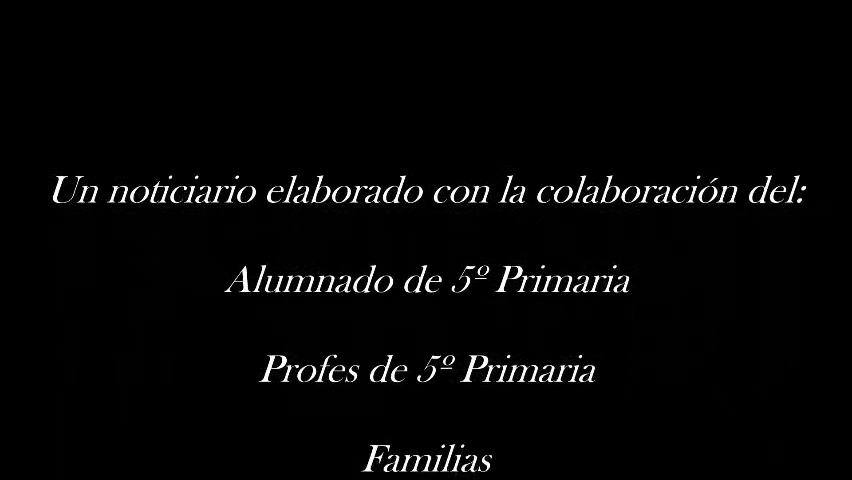 Un noticiario elaborado con la colaboración del:
Alumnado de 5º Primaria
Profes de 5º Primaria
Familias